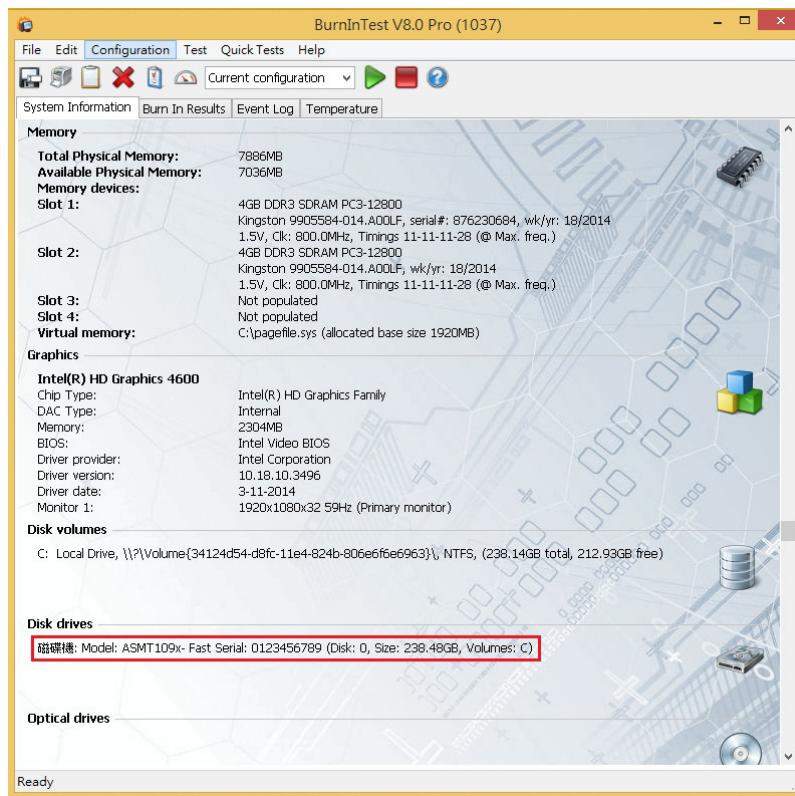 BurnInTest V8.0 Pro (1037)
File Edit Configuration Test Quick Tests Help
Current configuration
System Information Burn In Results Event Log Temperature
Memory
Total Physical Memory: 7886MB
Available Physical Memory: 7036MB
Memory devices:
Slot 1: 4GB DDR3 SDRAM PC3-12800
Kingston 9905584-014.A00LF, serial#: 876230684, wk/yr: 18/2014
1.5V, Clk: 800.0MHz, Timings 11-11-11-28 (@ Max. freq.)
Slot 2: 4GB DDR3 SDRAM PC3-12800
Kingston 9905584-014.A00LF, wk/yr: 18/2014
1.5V, Clk: 800.0MHz, Timings 11-11-11-28 (@ Max. freq.)
Slot 3: Not populated
Slot 4: Not populated
Virtual memory: C:\pagefile.sys (allocated base size 1920MB)
Graphics
Intel(R) HD Graphics 4600
Chip Type: Intel(R) HD Graphics Family
DAC Type: Internal
Memory: 2304MB
BIOS: Intel Video BIOS
Driver provider: Intel Corporation
Driver version: 10.18.10.3496
Driver date: 3-11-2014
Monitor 1: 1920x1080x32 59Hz (Primary monitor)
Disk volumes
C: Local Drive, \\?\Volume{34124d54-d8fc-11e4-824b-806e6f6e6963}\, NTFS, (238.14GB total, 212.93GB free)
Disk drives
磁碟機: Model: ASMT109x- Fast Serial: 0123456789 (Disk: 0, Size: 238.48GB, Volumes: C)
Optical drives
Ready